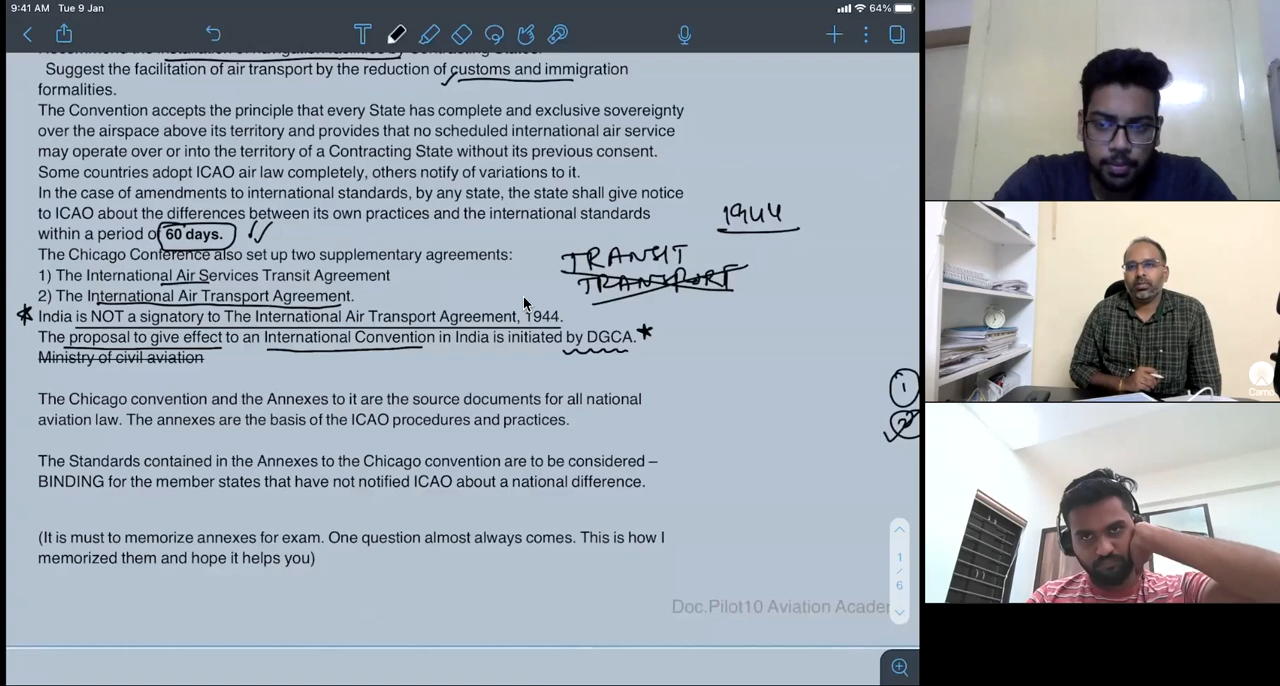 9:41 AM Tue 9 Jan
64%
T
Recommend the installation of navigation facilities by Contracting States.
Suggest the facilitation of air transport by the reduction of customs and immigration
formalities.
The Convention accepts the principle that every State has complete and exclusive sovereignty
over the airspace above its territory and provides that no scheduled international air service
may operate over or into the territory of a Contracting State without its previous consent.
Some countries adopt ICAO air law completely, others notify of variations to it.
In the case of amendments to international standards, by any state, the state shall give notice
to ICAO about the differences between its own practices and the international standards
within a period of 60 days.
1944
The Chicago Conference also set up two supplementary agreements:
TRANSIT
1) The International Air Services Transit Agreement
TRANSPORT
2) The International Air Transport Agreement.
* India is NOT a signatory to The International Air Transport Agreement, 1944.
The proposal to give effect to an International Convention in India is initiated by DGCA. *
Ministry of civil aviation
1
2
The Chicago convention and the Annexes to it are the source documents for all national
aviation law. The annexes are the basis of the ICAO procedures and practices.
The Standards contained in the Annexes to the Chicago convention are to be considered –
BINDING for the member states that have not notified ICAO about a national difference.
(It is must to memorize annexes for exam. One question almost always comes. This is how I
memorized them and hope it helps you)
1
/
6
Doc.Pilot10 Aviation Acader